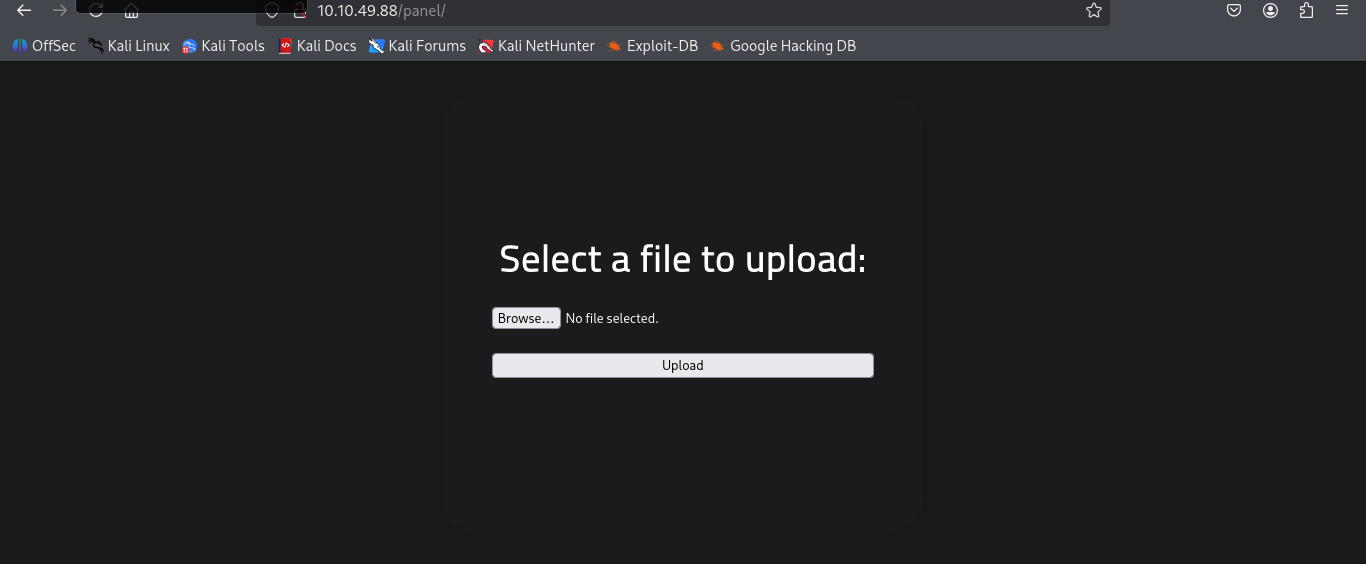 10.10.49.88/panel/
OffSec Kali Linux Kali Tools Kali Docs Kali Forums Kali NetHunter Exploit-DB Google Hacking DB
Select a file to upload:
Browse... No file selected.
Upload